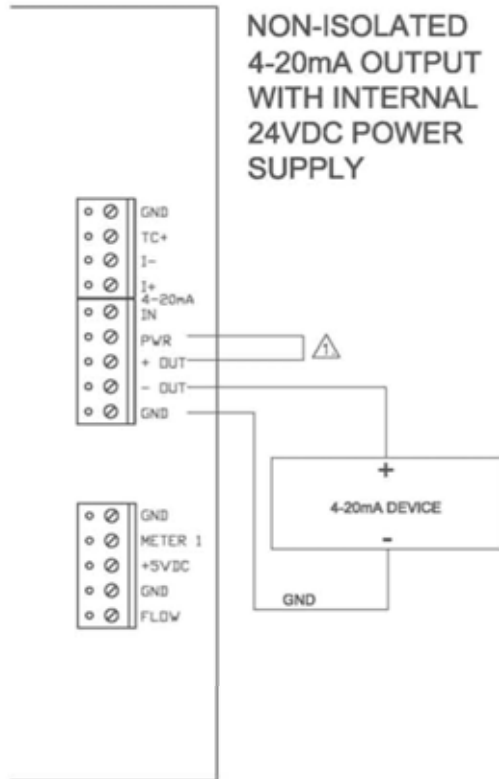 NON-ISOLATED
4-20mA OUTPUT
WITH INTERNAL
24VDC POWER
SUPPLY
GND
TC+
I-
I+
4-20mA
IN
PWR
1
+ OUT
- OUT
GND
+
4-20mA DEVICE
-
GND
GND
METER 1
+5VDC
GND
FLOW